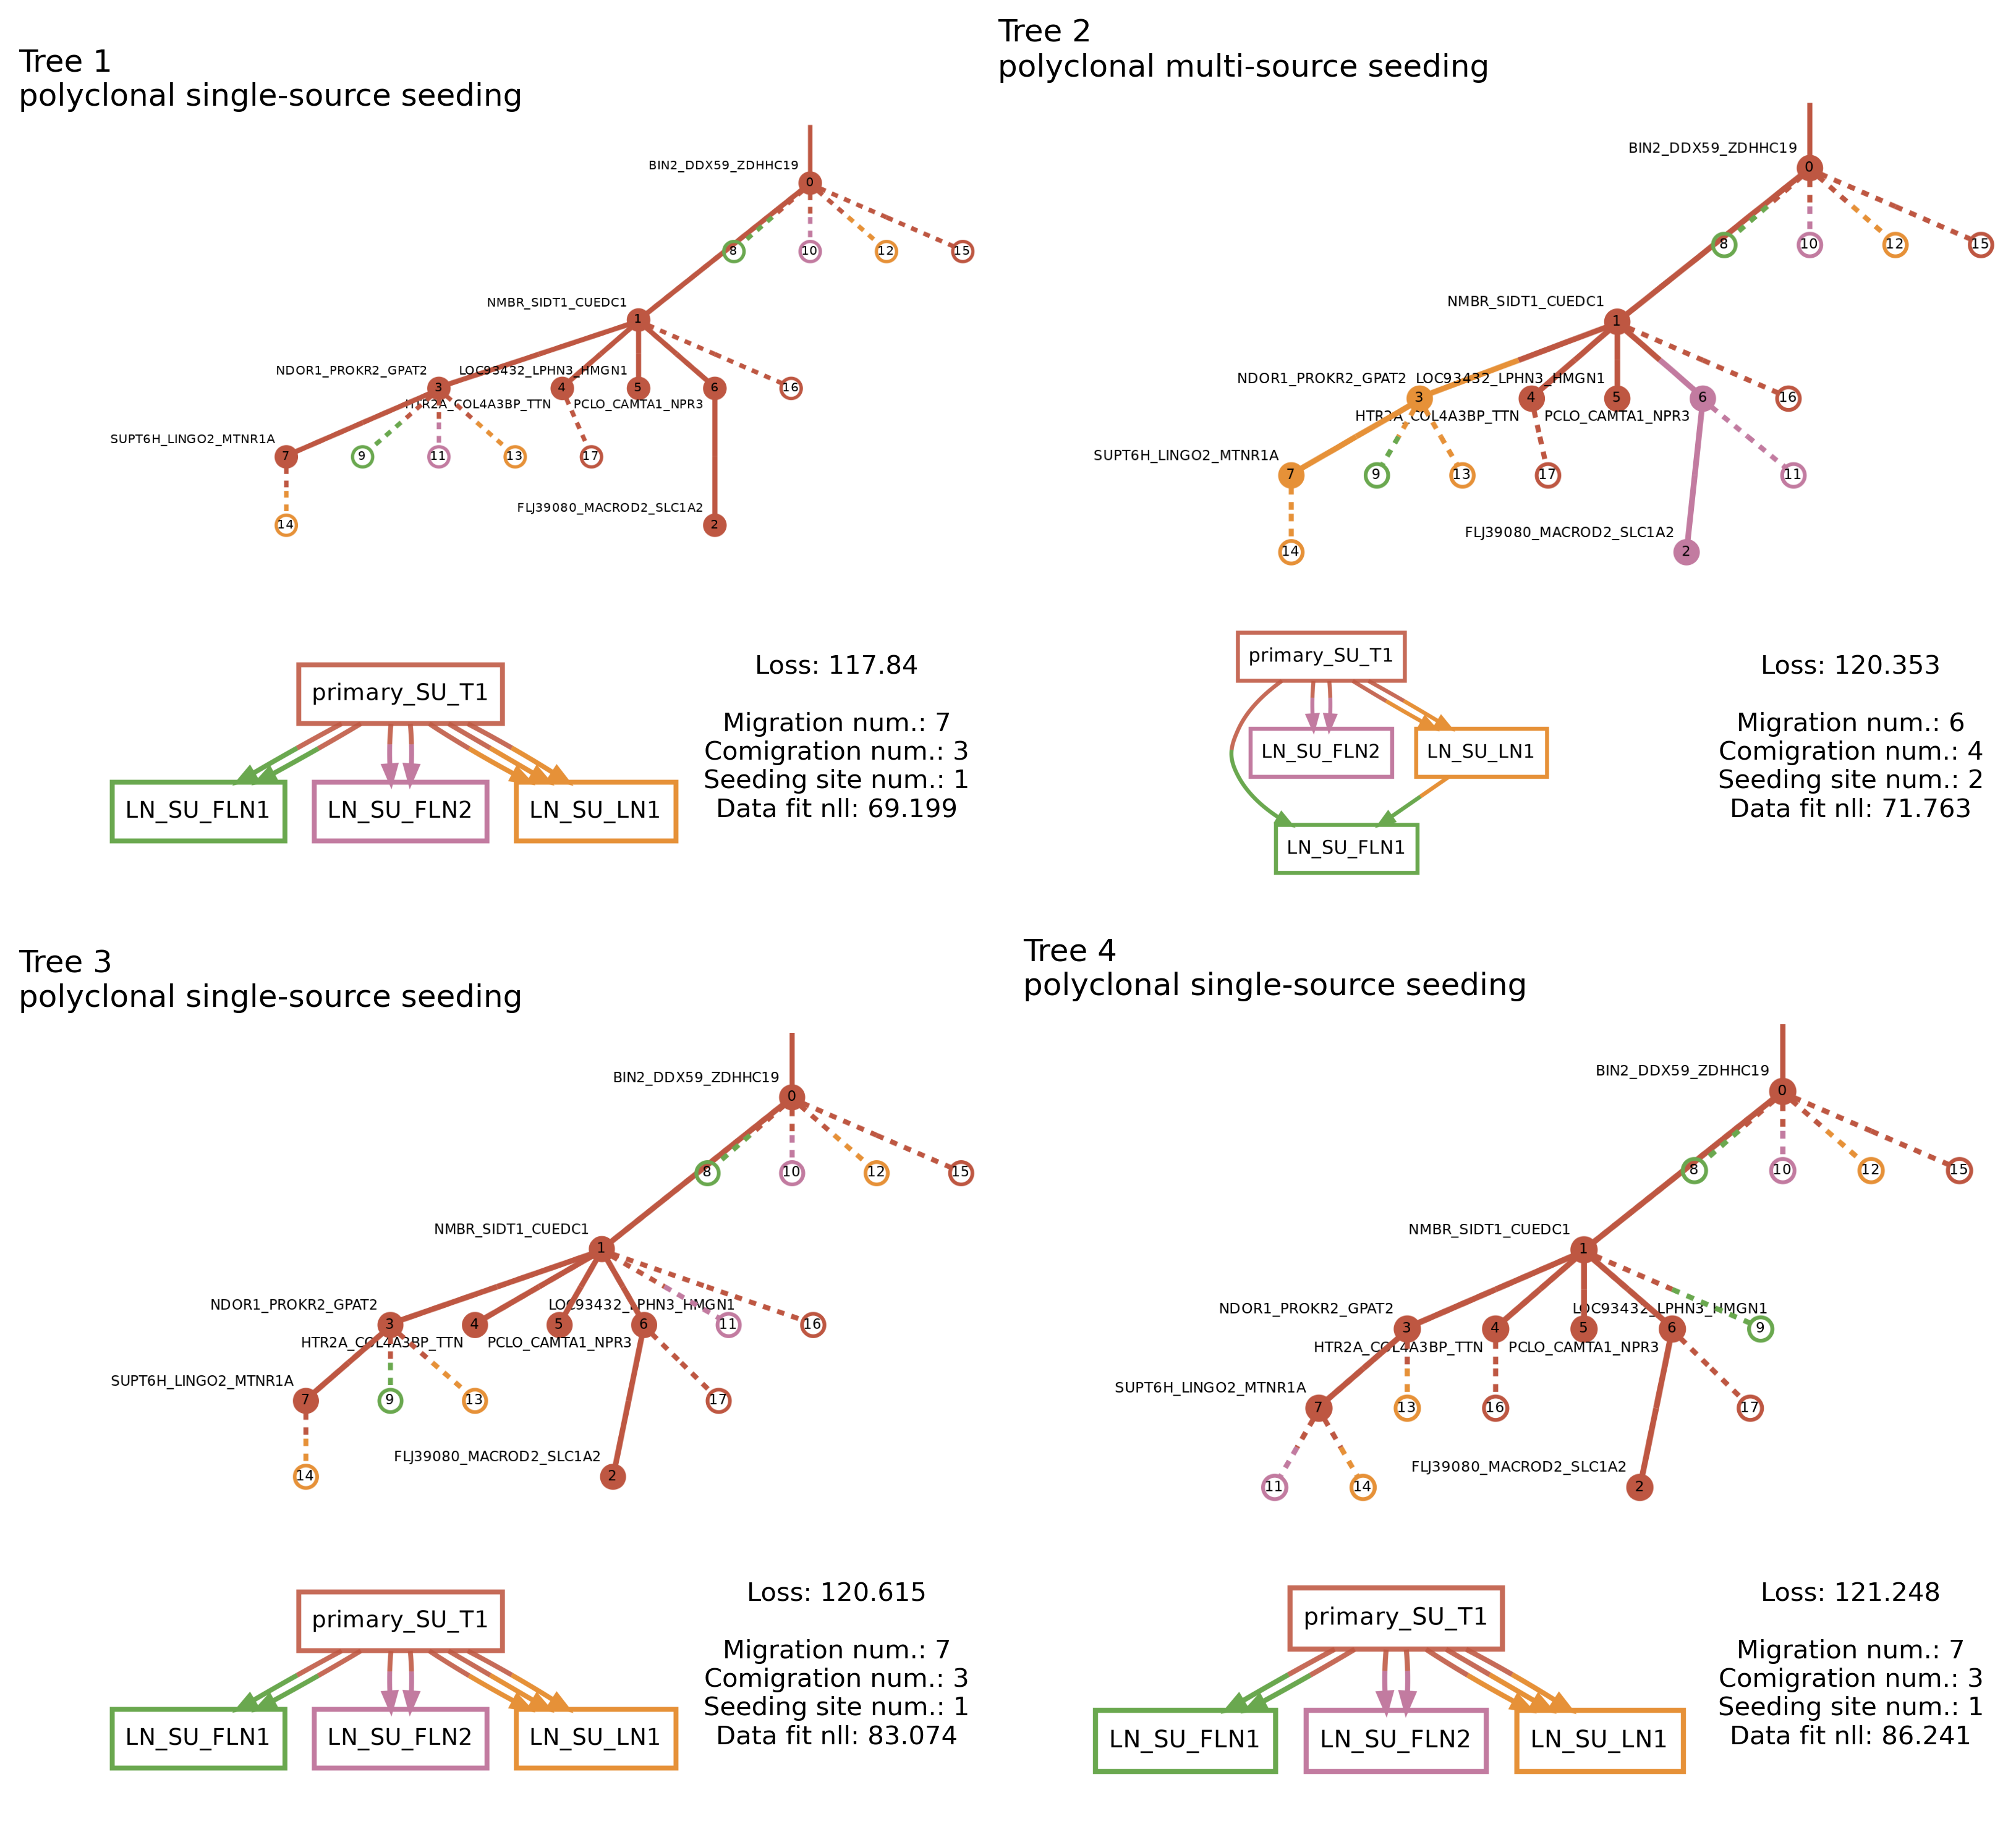 Tree 1
polyclonal single-source seeding
BIN2_DDX59_ZDHHC19
0
8
10
12
15
NMBR_SIDT1_CUEDC1
1
NDOR1_PROKR2_GPAT2
LOC93432_LPHN3_HMGN1
3
4
5
6
16
HTR2A_COL4A3BP_TTN
PCLO_CAMTA1_NPR3
SUPT6H_LINGO2_MTNR1A
7
9
11
13
17
FLJ39080_MACROD2_SLC1A2
14
2
primary_SU_T1
LN_SU_FLN1
LN_SU_FLN2
LN_SU_LN1
Loss: 117.84
Migration num.: 7
Comigration num.: 3
Seeding site num.: 1
Data fit nll: 69.199
Tree 2
polyclonal multi-source seeding
BIN2_DDX59_ZDHHC19
0
8
10
12
15
NMBR_SIDT1_CUEDC1
1
NDOR1_PROKR2_GPAT2
LOC93432_LPHN3_HMGN1
3
4
5
6
16
HTR2A_COL4A3BP_TTN
PCLO_CAMTA1_NPR3
SUPT6H_LINGO2_MTNR1A
7
9
13
17
11
FLJ39080_MACROD2_SLC1A2
14
2
primary_SU_T1
LN_SU_FLN2
LN_SU_LN1
LN_SU_FLN1
Loss: 120.353
Migration num.: 6
Comigration num.: 4
Seeding site num.: 2
Data fit nll: 71.763
Tree 3
polyclonal single-source seeding
BIN2_DDX59_ZDHHC19
0
8
10
12
15
NMBR_SIDT1_CUEDC1
1
NDOR1_PROKR2_GPAT2
LOC93432_LPHN3_HMGN1
3
4
5
6
11
16
HTR2A_COL4A3BP_TTN
PCLO_CAMTA1_NPR3
SUPT6H_LINGO2_MTNR1A
7
9
13
17
FLJ39080_MACROD2_SLC1A2
14
2
primary_SU_T1
LN_SU_FLN1
LN_SU_FLN2
LN_SU_LN1
Loss: 120.615
Migration num.: 7
Comigration num.: 3
Seeding site num.: 1
Data fit nll: 83.074
Tree 4
polyclonal single-source seeding
BIN2_DDX59_ZDHHC19
0
8
10
12
15
NMBR_SIDT1_CUEDC1
1
NDOR1_PROKR2_GPAT2
LOC93432_LPHN3_HMGN1
3
4
5
6
9
HTR2A_COL4A3BP_TTN
PCLO_CAMTA1_NPR3
SUPT6H_LINGO2_MTNR1A
7
13
16
17
FLJ39080_MACROD2_SLC1A2
11
14
2
primary_SU_T1
LN_SU_FLN1
LN_SU_FLN2
LN_SU_LN1
Loss: 121.248
Migration num.: 7
Comigration num.: 3
Seeding site num.: 1
Data fit nll: 86.241